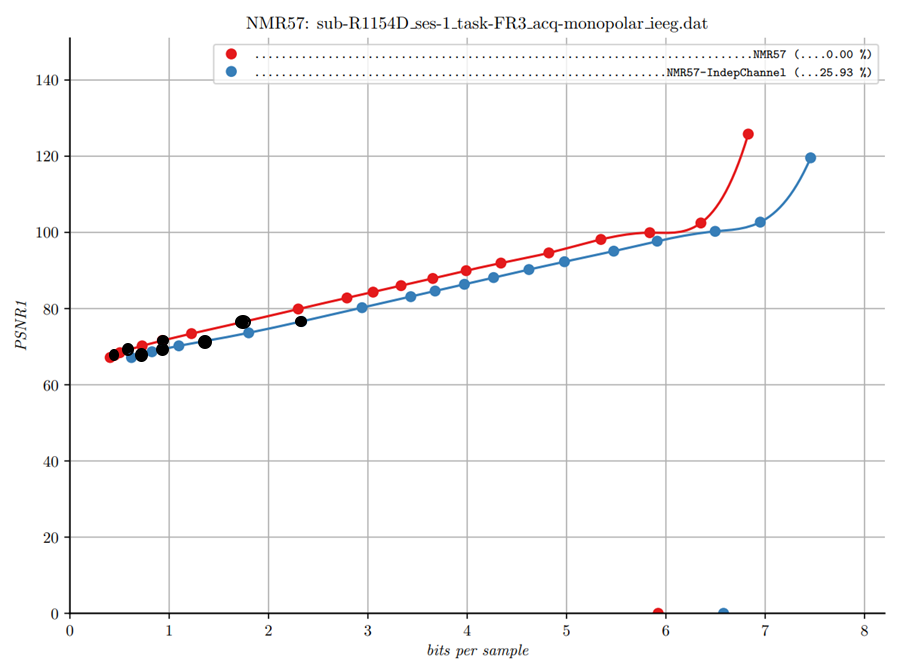 NMR57: sub-R1154D_ses-1_task-FR3_acq-monopolar_ieeg.dat
..........................................................................NMR57 (....0.00 %)
.............................................................NMR57-IndepChannel (...25.93 %)
140
120
100
80
60
40
20
0
PSNR1
0 1 2 3 4 5 6 7 8
bits per sample